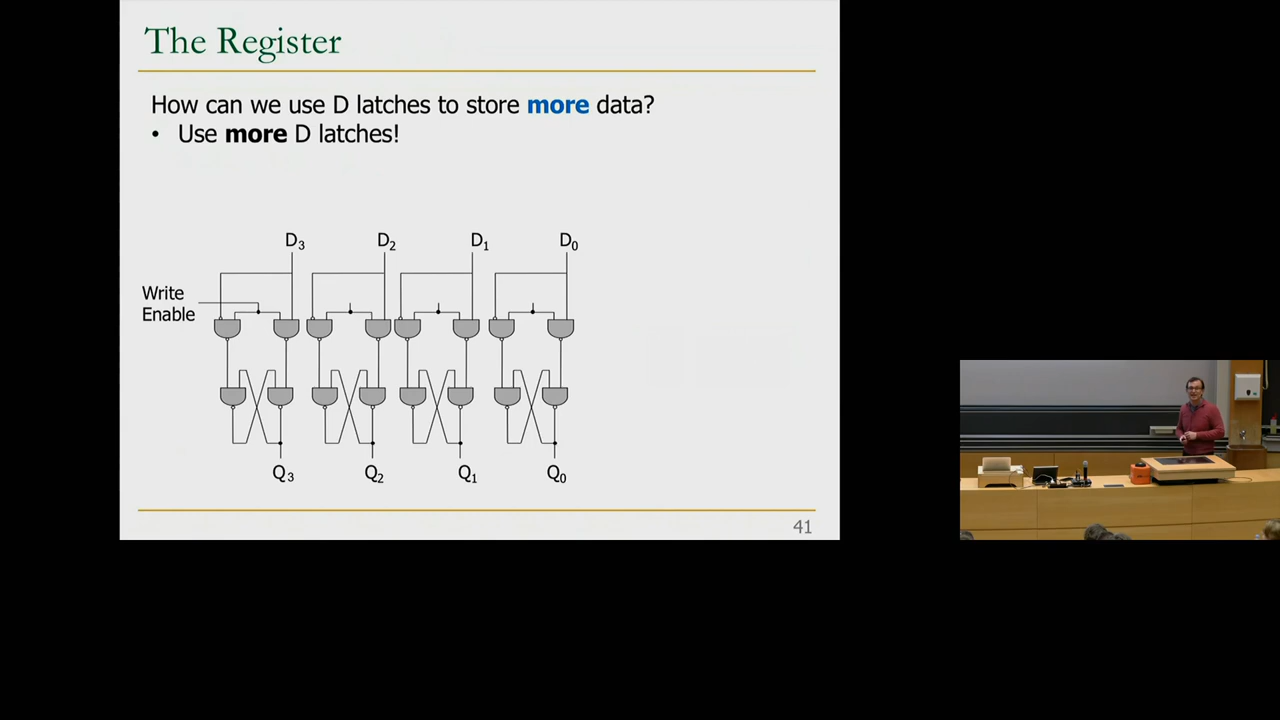 The Register
How can we use D latches to store more data?
• Use more D latches!
D3 D2 D1 D0
Write
Enable
Q3 Q2 Q1 Q0
41